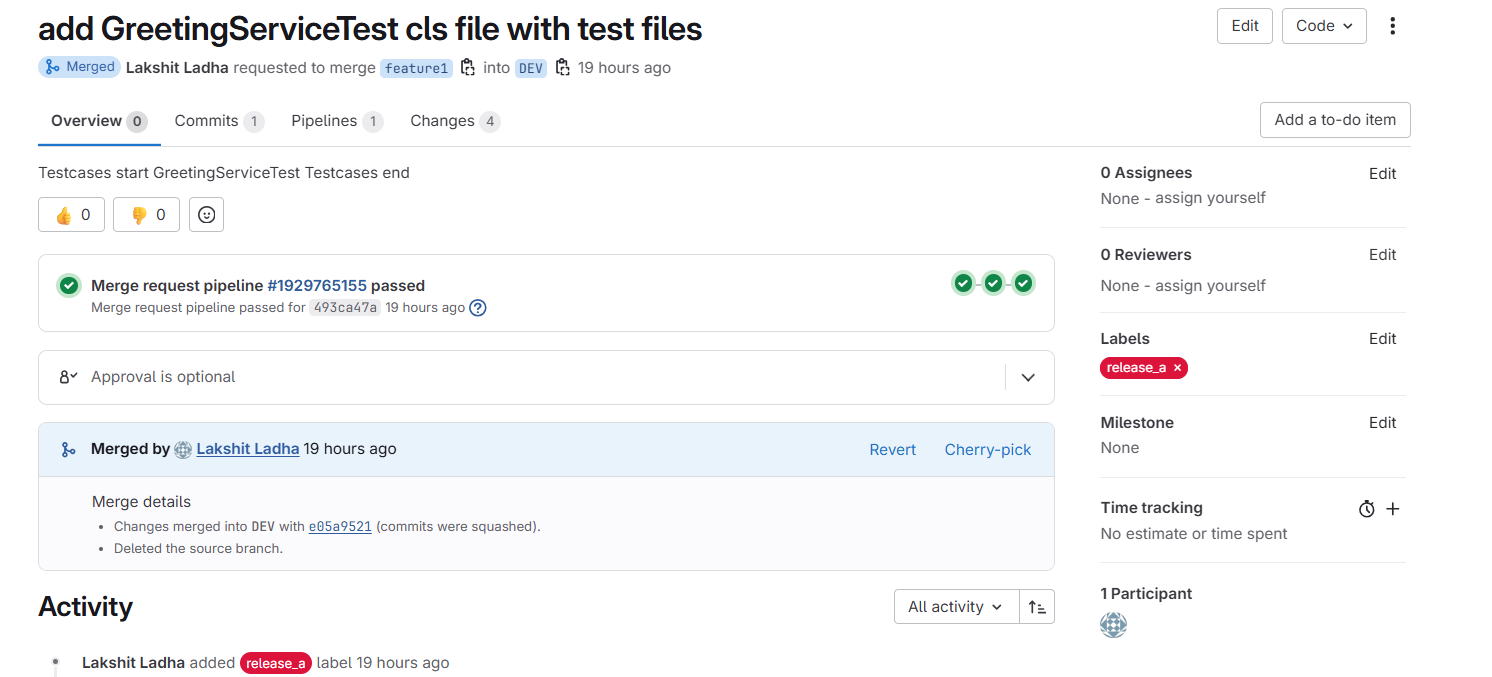 add GreetingServiceTest cls file with test files
Edit
Code
Merged Lakshit Ladha requested to merge feature1 into DEV 19 hours ago
Overview 0 Commits 1 Pipelines 1 Changes 4
Add a to-do item
Testcases start GreetingServiceTest Testcases end
0 0
Merge request pipeline #1929765155 passed
Merge request pipeline passed for 493ca47a 19 hours ago
Approval is optional
Merged by Lakshit Ladha 19 hours ago
Revert Cherry-pick
Merge details
Changes merged into DEV with e05a9521 (commits were squashed).
Deleted the source branch.
Activity
All activity
Lakshit Ladha added release_a label 19 hours ago
0 Assignees Edit
None - assign yourself
0 Reviewers Edit
None - assign yourself
Labels Edit
release_a ×
Milestone Edit
None
Time tracking
No estimate or time spent
1 Participant